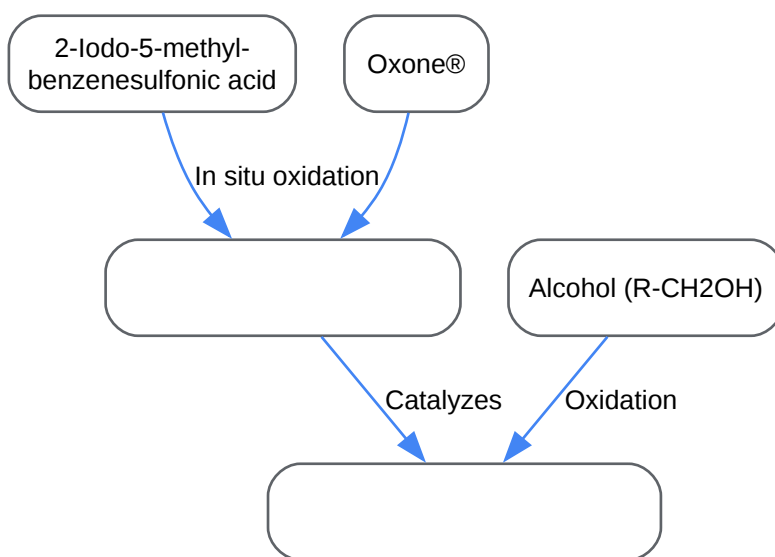 2-Iodo-5-methyl-
benzenesulfonic acid
Oxone®
In situ oxidation
Alcohol (R-CH2OH)
Catalyzes
Oxidation